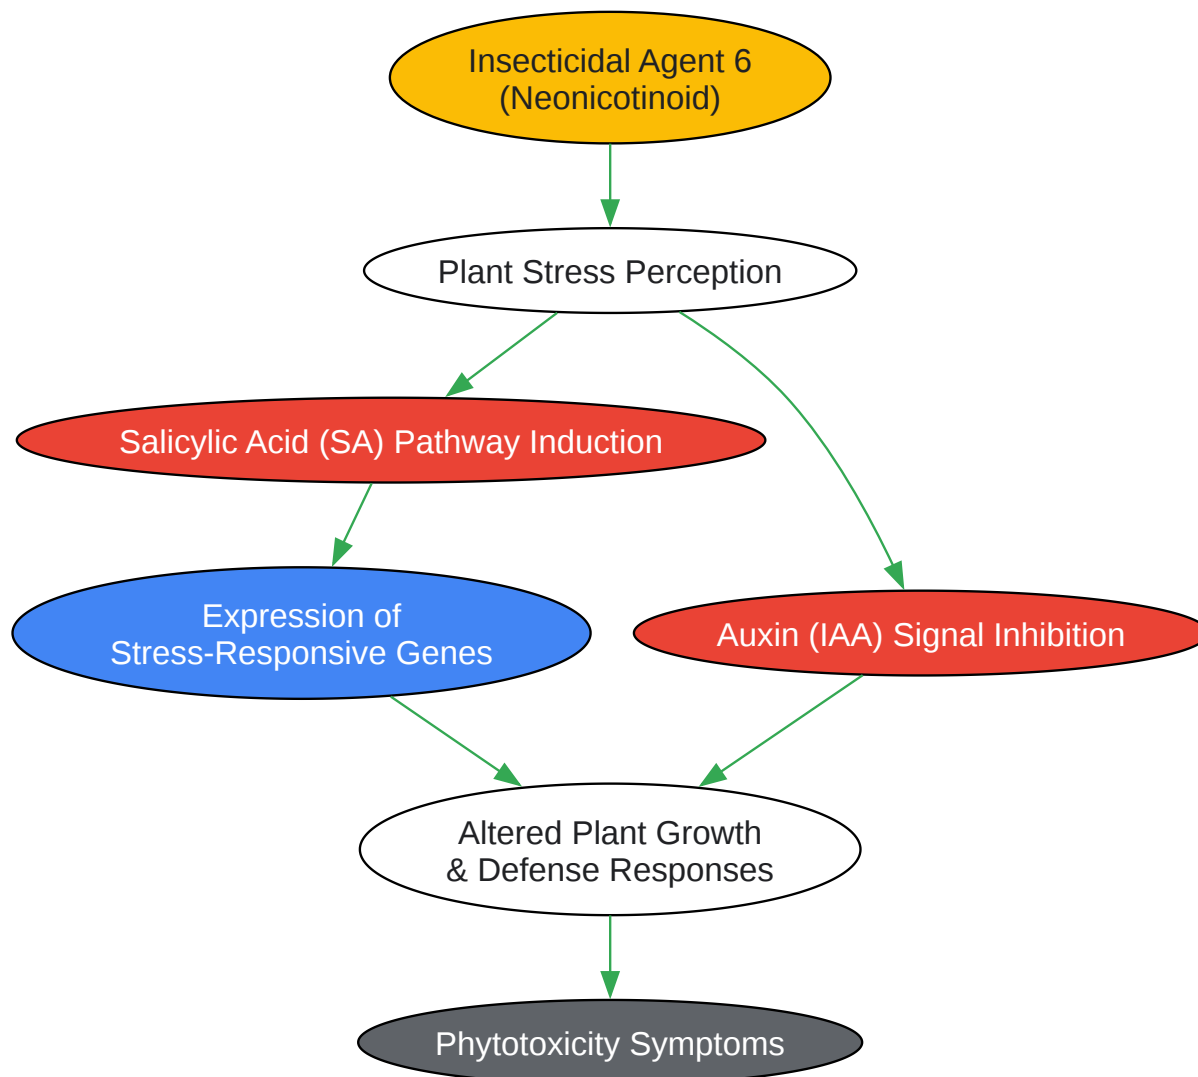 Insecticidal Agent 6
(Neonicotinoid)
Plant Stress Perception
Salicylic Acid (SA) Pathway Induction
Expression of
Stress-Responsive Genes
Auxin (IAA) Signal Inhibition
Altered Plant Growth
& Defense Responses
Phytotoxicity Symptoms